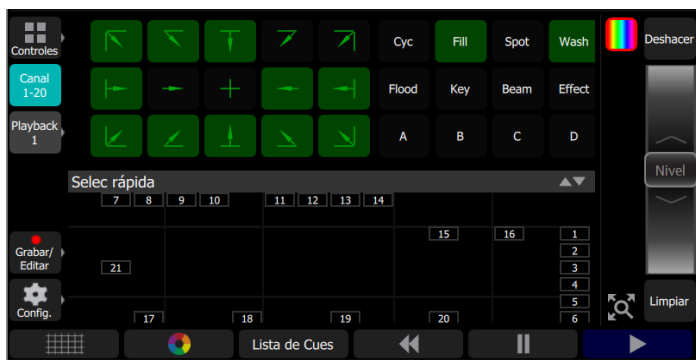 Controles
Cyc Fill Spot Wash
Deshacer
Canal
1-20
Flood Key Beam Effect
Playback
1
A B C D
Nivel
Selec rápida
7 8 9 10 11 12 13 14
15 16 1
2
Grabar/
Editar
21 3
4
Config.
5
Limpiar
17 18 19 20 6
Lista de Cues